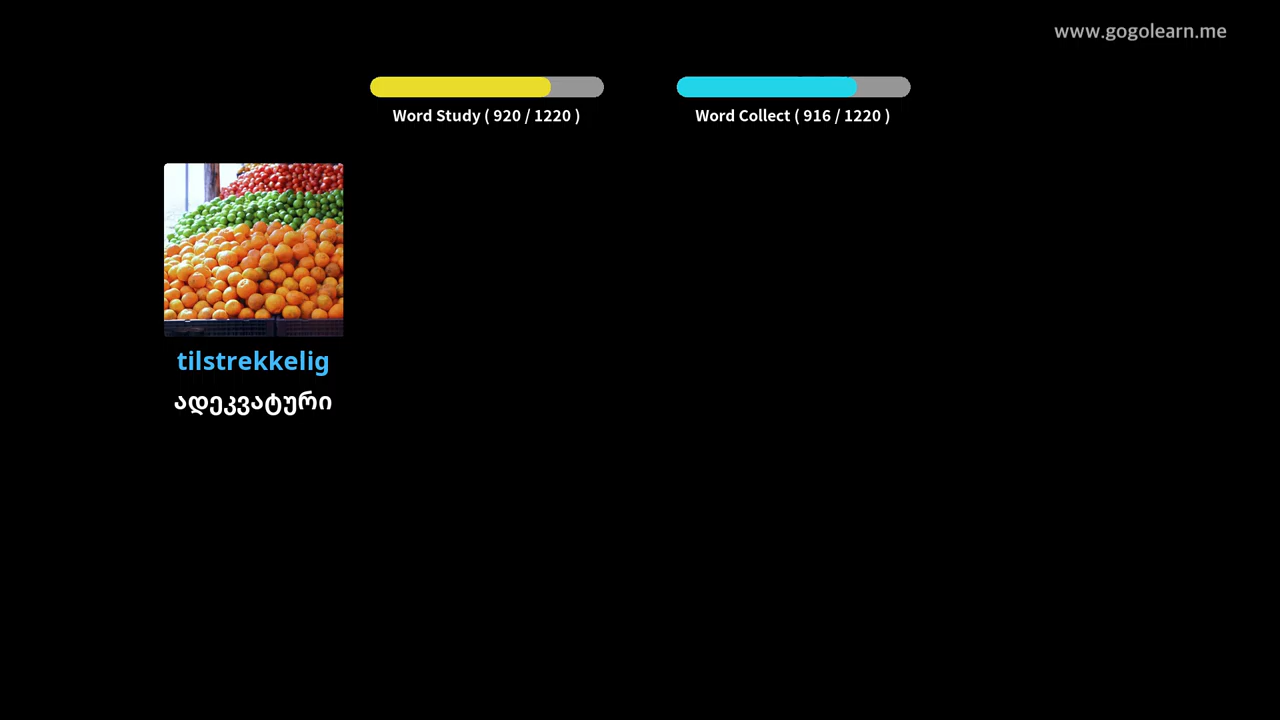 www.gogolearn.me
Word Study ( 920 / 1220 )
Word Collect ( 916 / 1220 )
tilstrekkelig
ადეკვატური